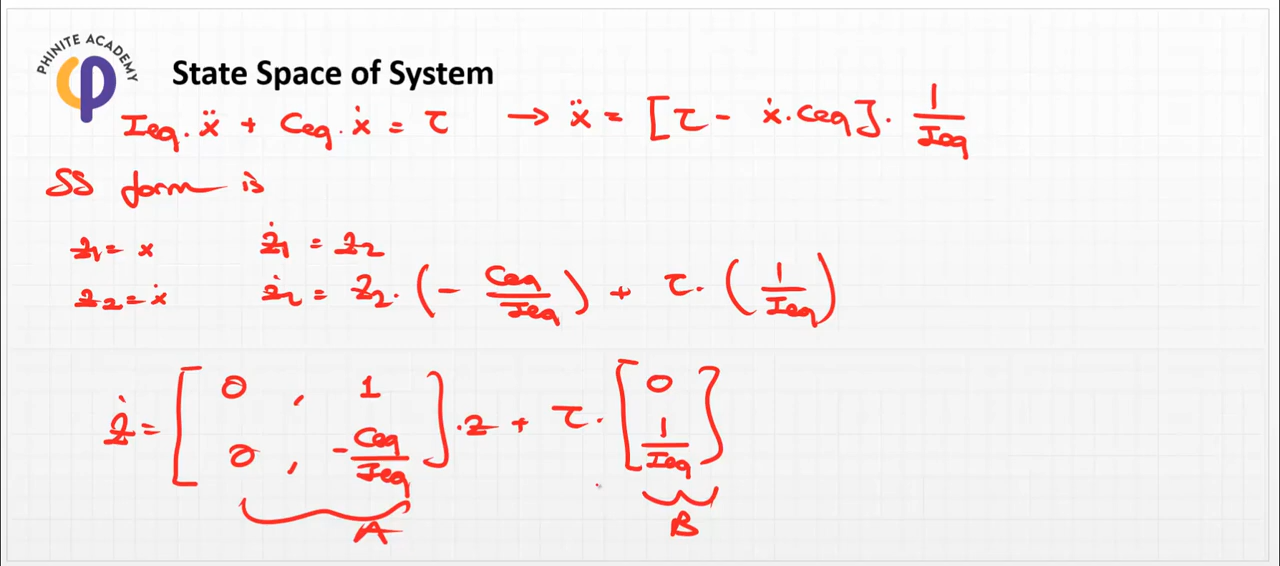 PHINITE ACADEMY
State Space of System
Ieq. ẍ + Ceq. ẋ = τ → ẍ = [τ - ẋ. Ceq]. 1/Ieq
SS form is
z1 = x ż1 = z2
z2 = ẋ ż2 = z2. (- Ceq/Ieq) + τ. (1/Ieq)
ż = [0 , 1; 0 , -Ceq/Ieq] .z + τ. [0; 1/Ieq]
A B